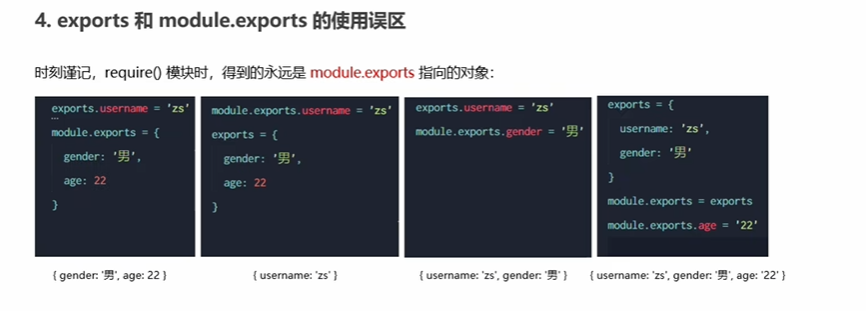 4. exports 和 module.exports 的使用误区
时刻谨记，require() 模块时，得到的永远是 module.exports 指向的对象：
exports.username = 'zs'
module.exports = {
gender: '男',
age: 22
}
{ gender: '男', age: 22 }
module.exports.username = 'zs'
exports = {
gender: '男',
age: 22
}
{ username: 'zs' }
exports.username = 'zs'
module.exports.gender = '男'
{ username: 'zs', gender: '男' }
exports = {
username: 'zs',
gender: '男'
}
module.exports = exports
module.exports.age = '22'
{ username: 'zs', gender: '男', age: '22' }